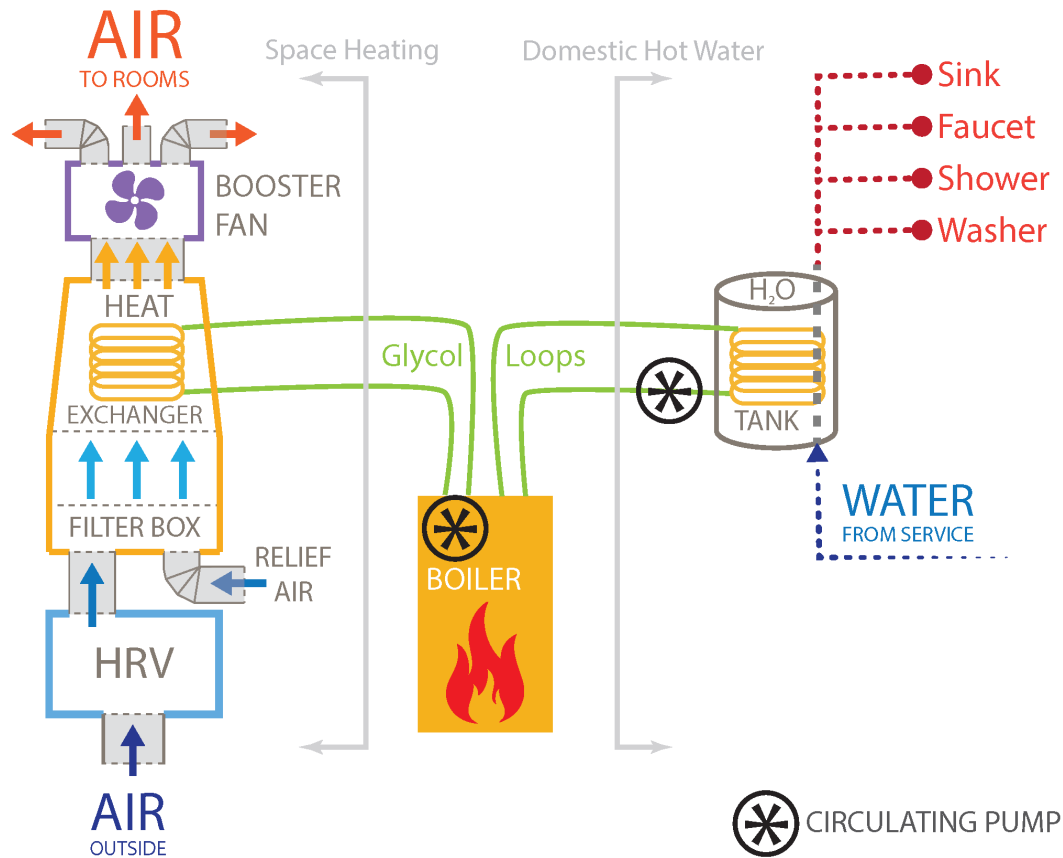 AIR
TO ROOMS
Space Heating
Domestic Hot Water
Sink
Faucet
Shower
Washer
BOOSTER
FAN
HEAT
EXCHANGER
FILTER BOX
RELIEF
AIR
HRV
AIR
OUTSIDE
Glycol Loops
BOILER
H₂O
TANK
WATER
FROM SERVICE
CIRCULATING PUMP